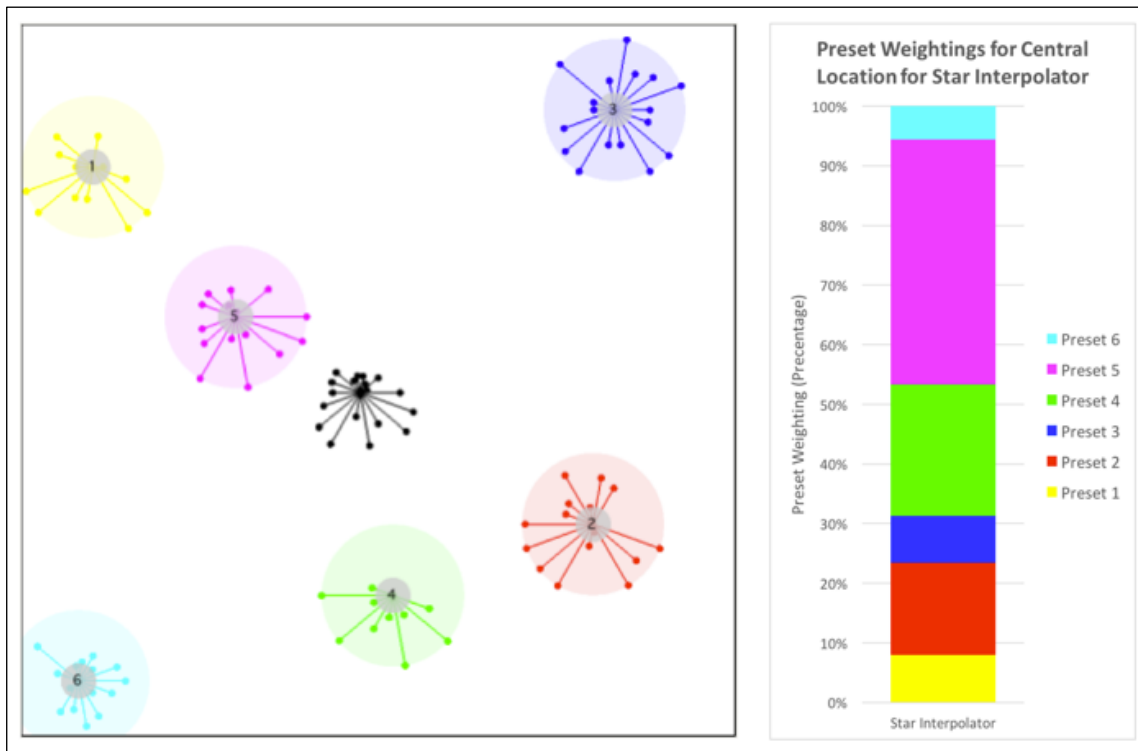 1
2
3
4
5
6
Preset Weightings for Central
Location for Star Interpolator
Preset Weighting (Precentage)
100%
90%
80%
70%
60%
50%
40%
30%
20%
10%
0%
Star Interpolator
Preset 6
Preset 5
Preset 4
Preset 3
Preset 2
Preset 1